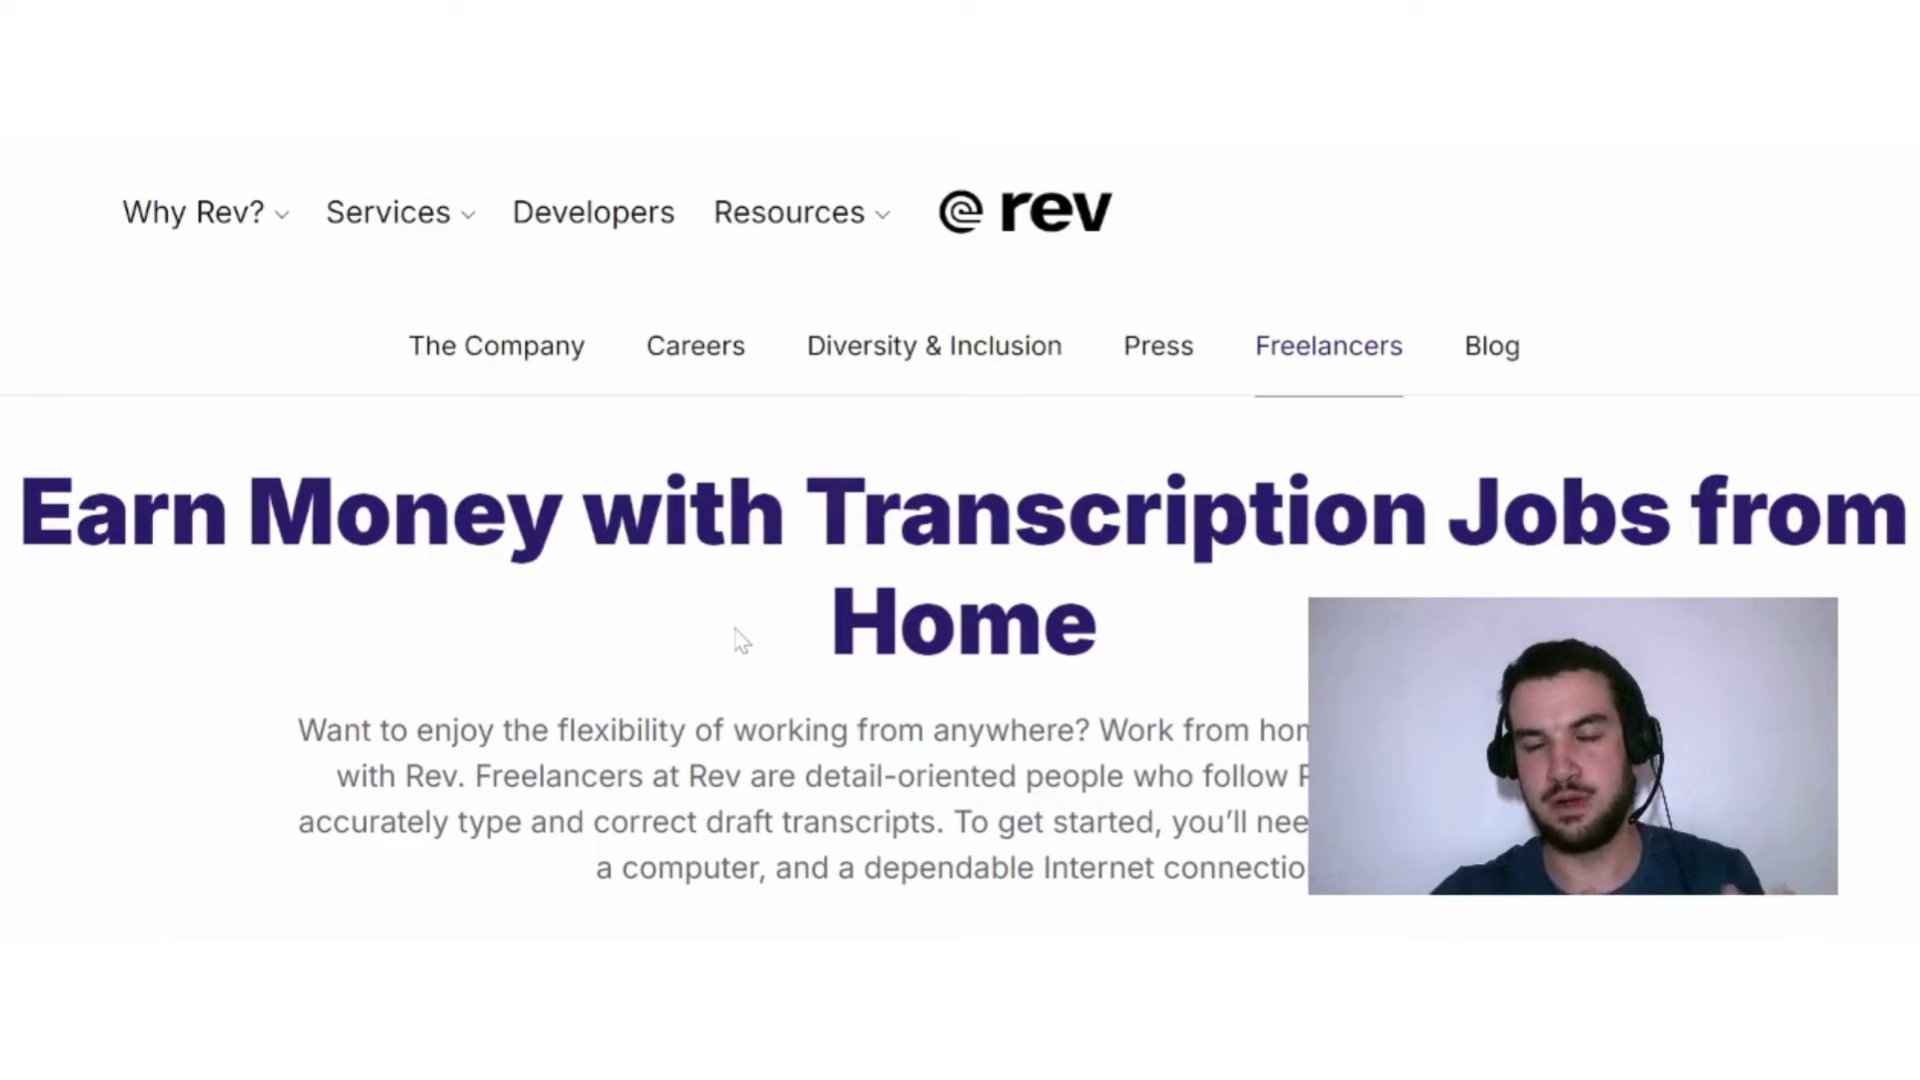 Why Rev? Services Developers Resources rev
The Company Careers Diversity & Inclusion Press Freelancers Blog
Earn Money with Transcription Jobs from
Home
Want to enjoy the flexibility of working from anywhere? Work from
with Rev. Freelancers at Rev are detail-oriented people who follow
accurately type and correct draft transcripts. To get started, you’ll
a computer, and a dependable Internet